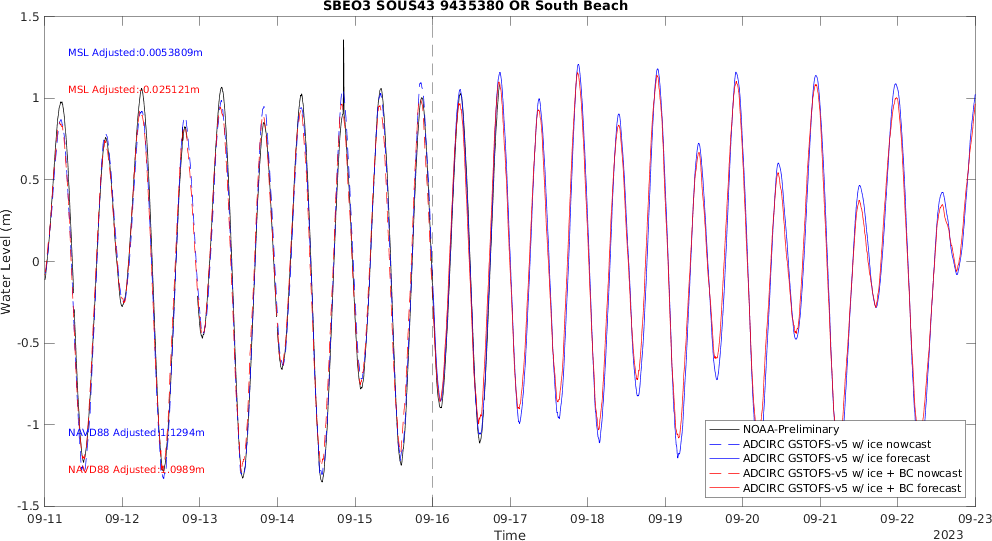 SBEO3 SOUS43 9435380 OR South Beach
1.5
1
0.5
0
-0.5
-1
-1.5
Water Level (m)
MSL Adjusted:0.0053809m
MSL Adjusted:-0.025121m
NAVD88 Adjusted:1.1294m
NAVD88 Adjusted:1.0989m
NOAA-Preliminary
ADCIRC GSTOFS-v5 w/ ice nowcast
ADCIRC GSTOFS-v5 w/ ice forecast
ADCIRC GSTOFS-v5 w/ ice + BC nowcast
ADCIRC GSTOFS-v5 w/ ice + BC forecast
09-11 09-12 09-13 09-14 09-15 09-16 09-17 09-18 09-19 09-20 09-21 09-22 09-23
Time
2023